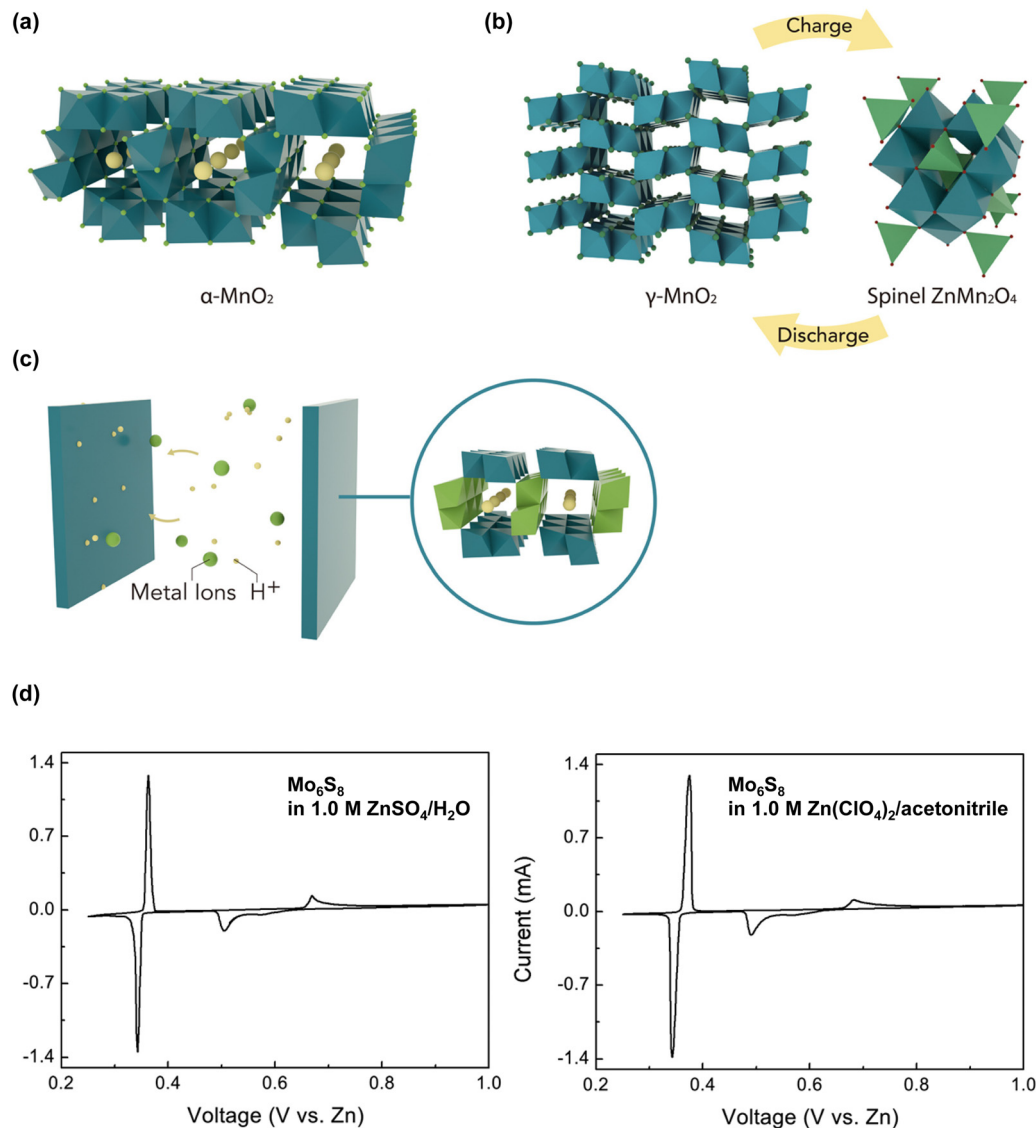 (a)
(b)
Charge
α-MnO₂
γ-MnO₂
Spinel ZnMn₂O₄
Discharge
(c)
Metal Ions H⁺
(d)
1.4
0.7
0.0
-0.7
-1.4
Mo₆S₈
in 1.0 M ZnSO₄/H₂O
0.2 0.4 0.6 0.8 1.0
Voltage (V vs. Zn)
Current (mA)
1.4
0.7
0.0
-0.7
-1.4
Mo₆S₈
in 1.0 M Zn(ClO₄)₂/acetonitrile
0.2 0.4 0.6 0.8 1.0
Voltage (V vs. Zn)